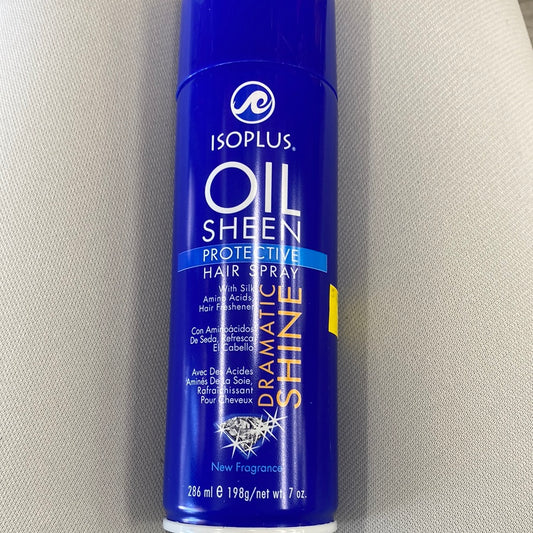 ISOPLUS®
OIL
SHEEN
PROTECTIVE
HAIR SPRAY
With Silk
Amino Acids,
Hair Freshener
Con Aminoácidos
De Seda, Refresca
El Cabello
Avec Des Acides
Aminés De La Soie,
Rafraîchissant
Pour Cheveux
DRAMATIC
SHINE
New Fragrance
286 ml e 198g/net wt. 7 oz.